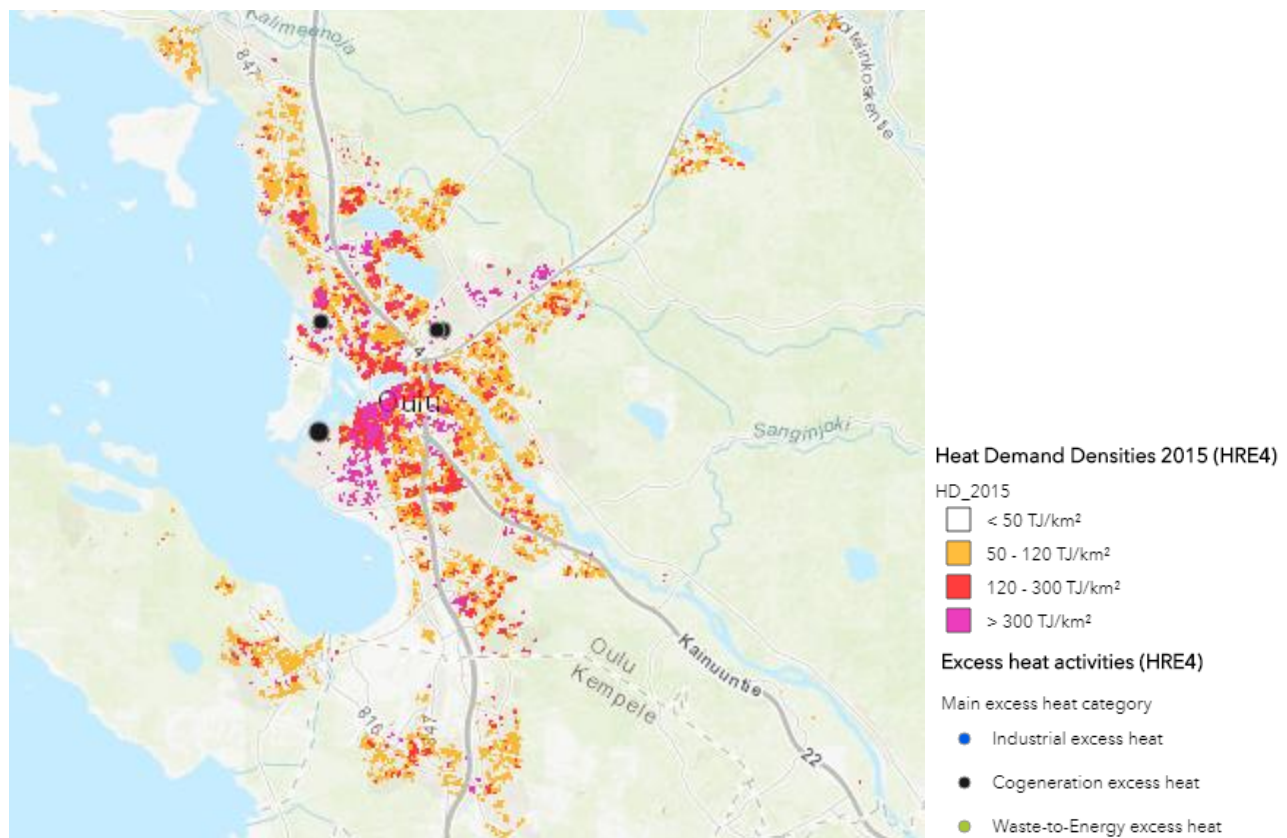 Kalimeenoja
847
Koitelinkoskentie
4
Oulu
Sanginjoki
Heat Demand Densities 2015 (HRE4)
HD_2015
< 50 TJ/km²
50 - 120 TJ/km²
120 - 300 TJ/km²
> 300 TJ/km²
Oulu
Kempele
Kainuuntie
816
847
22
Excess heat activities (HRE4)
Main excess heat category
Industrial excess heat
Cogeneration excess heat
Waste-to-Energy excess heat